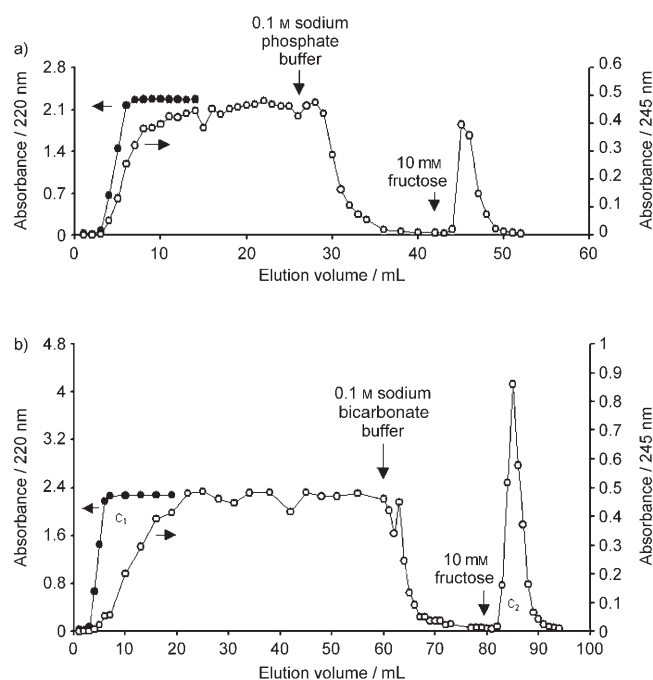 a)
0.1 M sodium
phosphate
buffer
2.8
2.1
1.4
0.7
0
Absorbance / 220 nm
0.6
0.5
0.4
0.3
0.2
0.1
0
Absorbance / 245 nm
10 mM
fructose
0 10 20 30 40 50 60
Elution volume / mL
b)
4.8
4
3.2
2.4
1.6
0.8
0
Absorbance / 220 nm
1
0.9
0.8
0.7
0.6
0.5
0.4
0.3
0.2
0.1
0
Absorbance / 245 nm
0.1 M sodium
bicarbonate
buffer
C1
10 mM
fructose
C2
0 10 20 30 40 50 60 70 80 90 100
Elution volume / mL